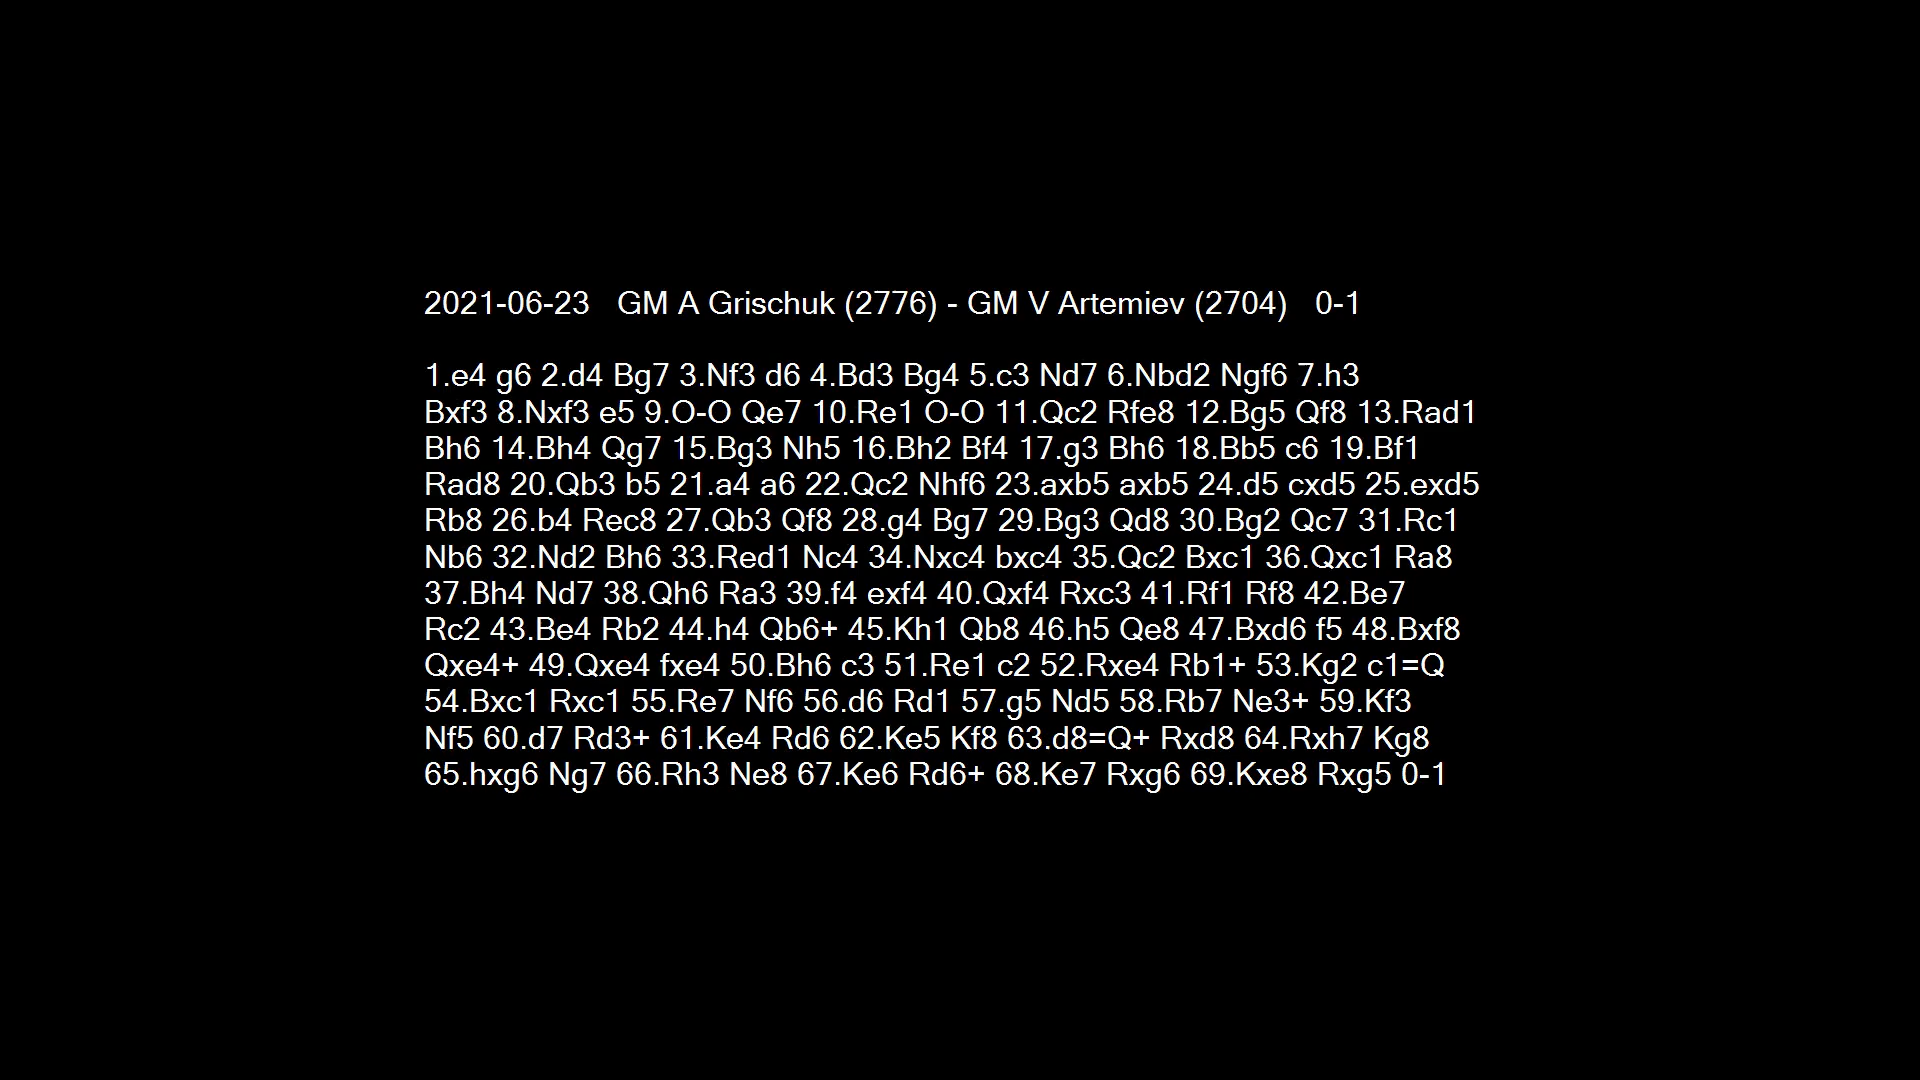 2021-06-23 GM A Grischuk (2776) - GM V Artemiev (2704) 0-1
1.e4 g6 2.d4 Bg7 3.Nf3 d6 4.Bd3 Bg4 5.c3 Nd7 6.Nbd2 Ngf6 7.h3
Bxf3 8.Nxf3 e5 9.O-O Qe7 10.Re1 O-O 11.Qc2 Rfe8 12.Bg5 Qf8 13.Rad1
Bh6 14.Bh4 Qg7 15.Bg3 Nh5 16.Bh2 Bf4 17.g3 Bh6 18.Bb5 c6 19.Bf1
Rad8 20.Qb3 b5 21.a4 a6 22.Qc2 Nhf6 23.axb5 axb5 24.d5 cxd5 25.exd5
Rb8 26.b4 Rec8 27.Qb3 Qf8 28.g4 Bg7 29.Bg3 Qd8 30.Bg2 Qc7 31.Rc1
Nb6 32.Nd2 Bh6 33.Red1 Nc4 34.Nxc4 bxc4 35.Qc2 Bxc1 36.Qxc1 Ra8
37.Bh4 Nd7 38.Qh6 Ra3 39.f4 exf4 40.Qxf4 Rxc3 41.Rf1 Rf8 42.Be7
Rc2 43.Be4 Rb2 44.h4 Qb6+ 45.Kh1 Qb8 46.h5 Qe8 47.Bxd6 f5 48.Bxf8
Qxe4+ 49.Qxe4 fxe4 50.Bh6 c3 51.Re1 c2 52.Rxe4 Rb1+ 53.Kg2 c1=Q
54.Bxc1 Rxc1 55.Re7 Nf6 56.d6 Rd1 57.g5 Nd5 58.Rb7 Ne3+ 59.Kf3
Nf5 60.d7 Rd3+ 61.Ke4 Rd6 62.Ke5 Kf8 63.d8=Q+ Rxd8 64.Rxh7 Kg8
65.hxg6 Ng7 66.Rh3 Ne8 67.Ke6 Rd6+ 68.Ke7 Rxg6 69.Kxe8 Rxg5 0-1